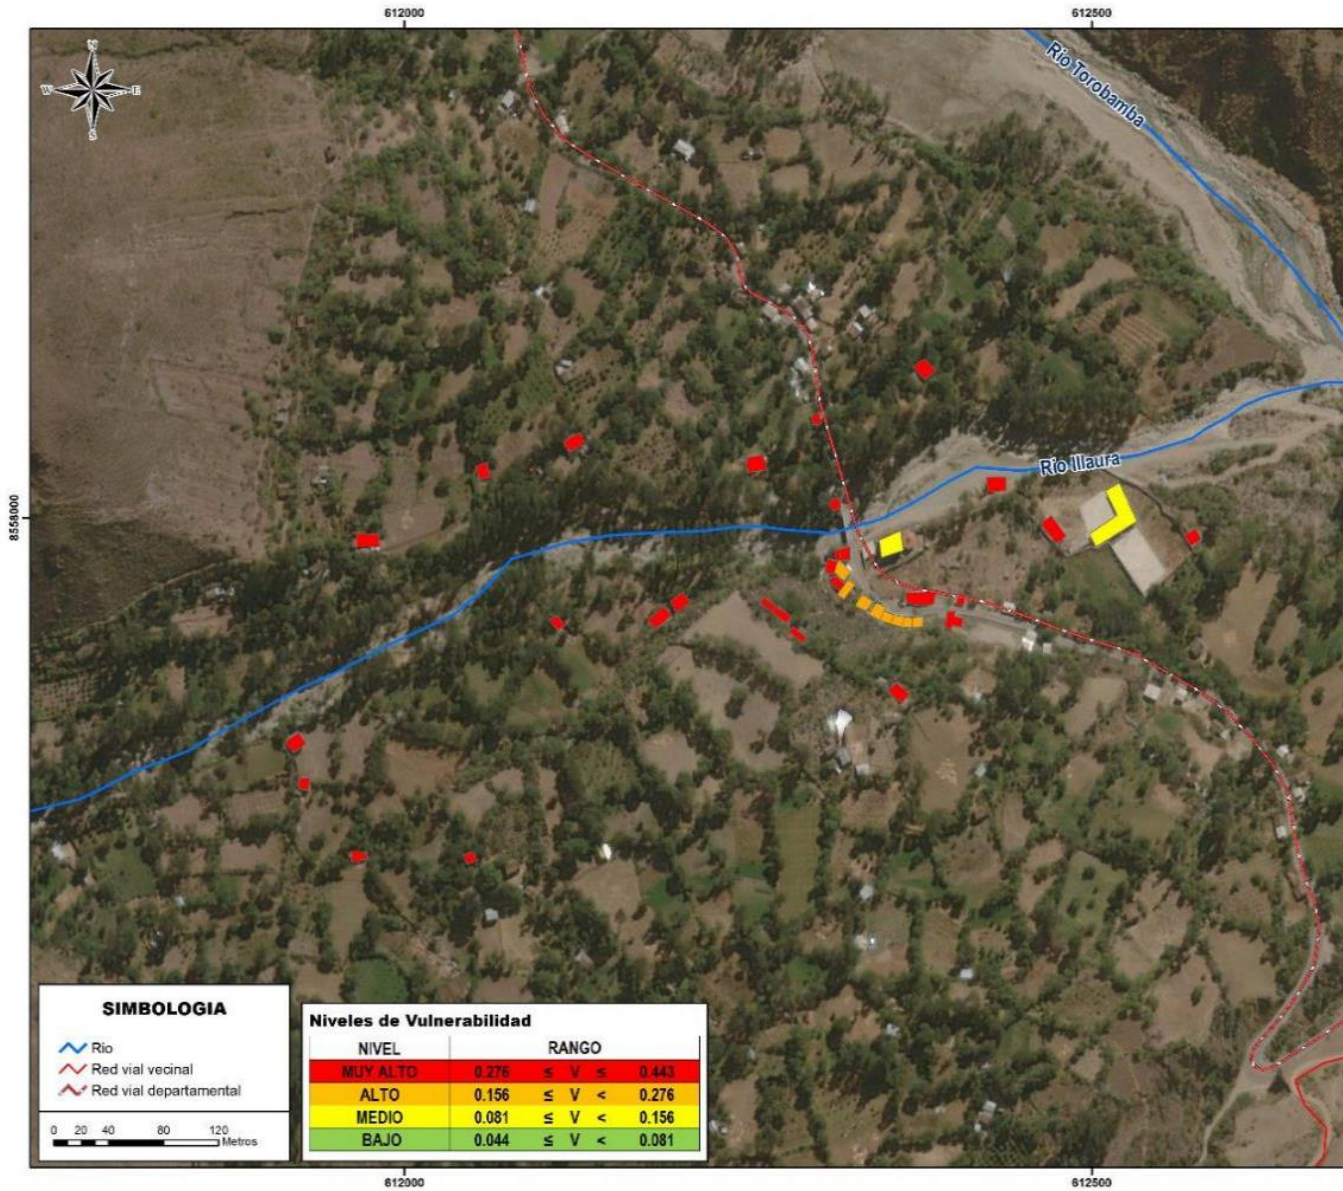 612000
612500
N
W
E
S
Rio Torobamba
Rio Illaura
8558000
SIMBOLOGIA
Rio
Red vial vecinal
Red vial departamental
0 20 40 80 120
Metros
Niveles de Vulnerabilidad
NIVEL RANGO
MUY ALTO 0.276 ≤ V ≤ 0.443
ALTO 0.156 ≤ V < 0.276
MEDIO 0.081 ≤ V < 0.156
BAJO 0.044 ≤ V < 0.081
612000
612500